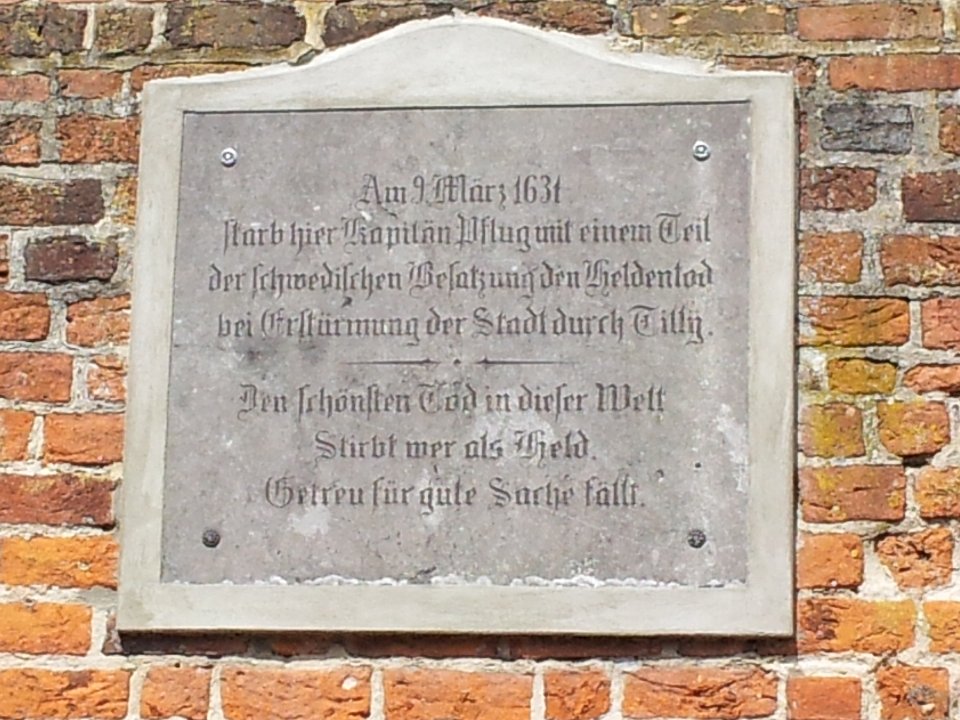 Am 9. März 1631
starb hier Kapitän Pflug mit einem Teil
der schwedischen Besatzung den Heldentod
bei Erstürmung der Stadt durch Tilly.
Den schönsten Tod in dieser Welt
Stirbt wer als Held.
Getreu für gute Sache fällt.